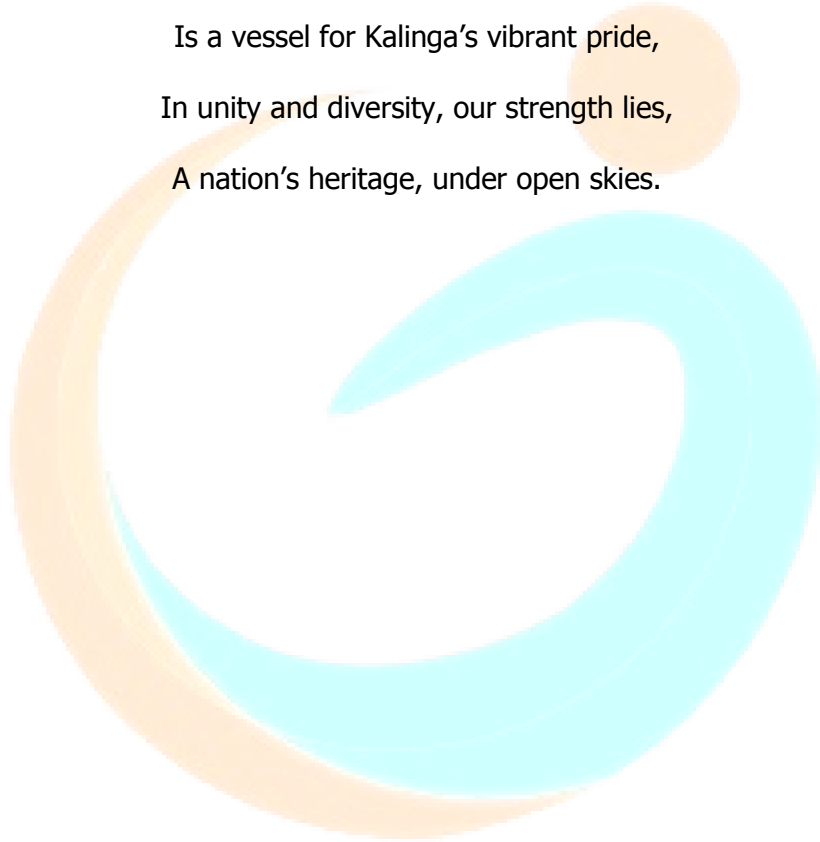 Is a vessel for Kalinga’s vibrant pride,
In unity and diversity, our strength lies,
A nation’s heritage, under open skies.